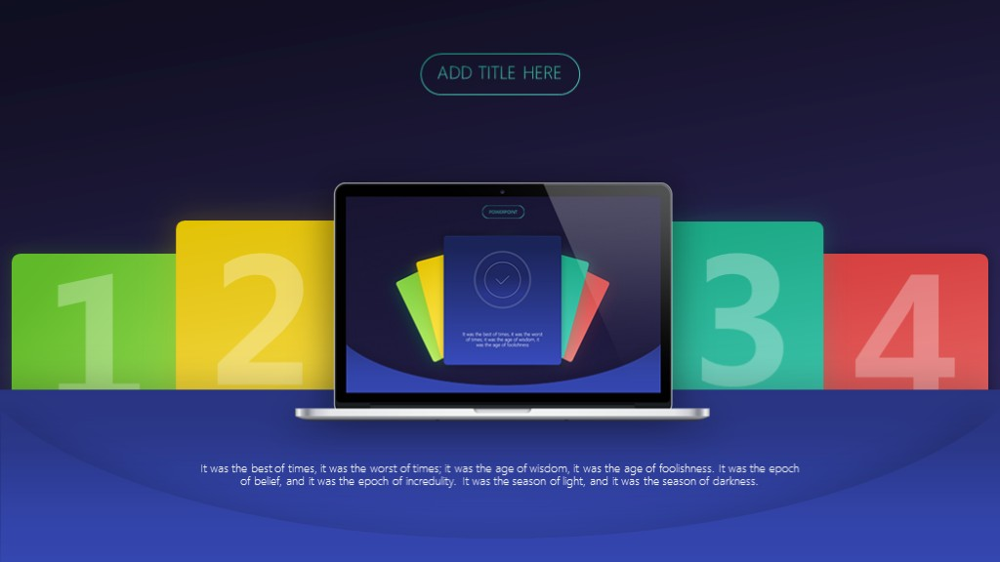 ADD TITLE HERE
POWERPOINT
1
2
3
4
It was the best of times, it was the worst
of times, it was the age of wisdom, it
was the age of foolishness
It was the best of times, it was the worst of times; it was the age of wisdom, it was the age of foolishness. It was the epoch
of belief, and it was the epoch of incredulity. It was the season of light, and it was the season of darkness.